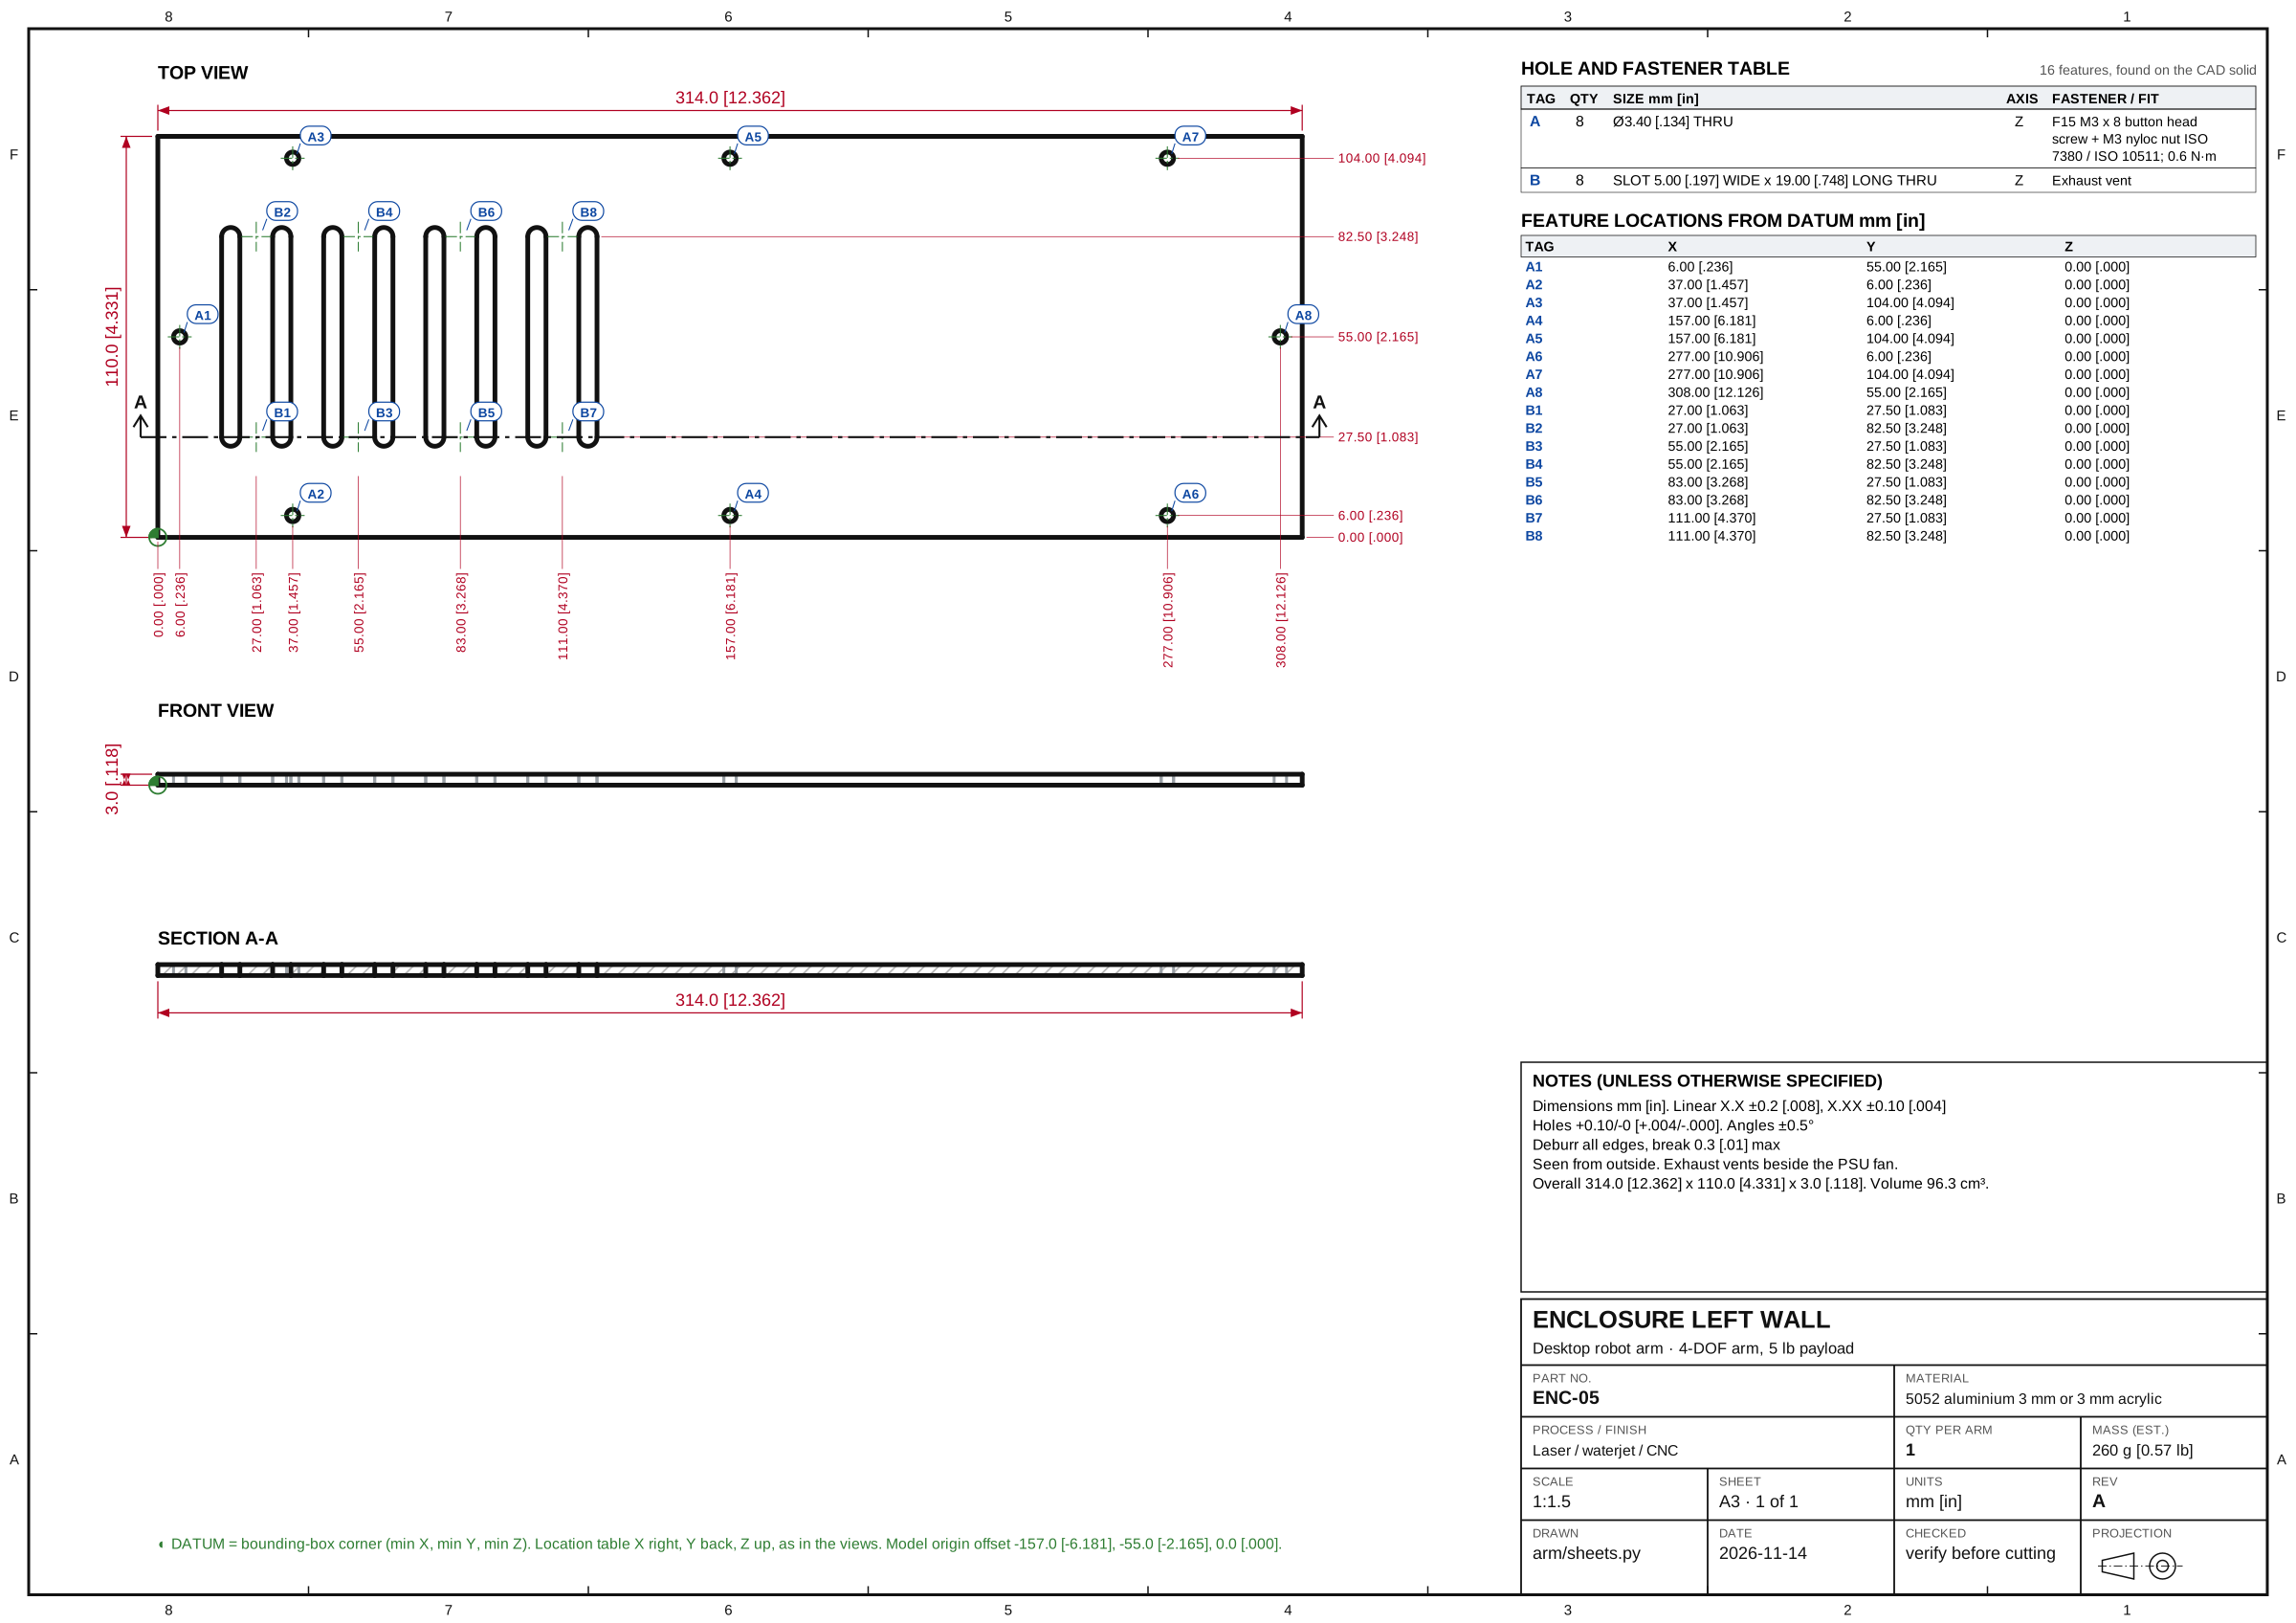 8 7 6 5 4 3 2 1
TOP VIEW
314.0 [12.362]
110.0 [4.331]
A3 A5 A7
B2 B4 B6 B8
A1 A8
B1 B3 B5 B7
A A
A2 A4 A6
104.00 [4.094]
82.50 [3.248]
55.00 [2.165]
27.50 [1.083]
6.00 [.236]
0.00 [.000]
0.00 [.000]
6.00 [.236]
27.00 [1.063]
37.00 [1.457]
55.00 [2.165]
83.00 [3.268]
111.00 [4.370]
157.00 [6.181]
277.00 [10.906]
308.00 [12.126]
FRONT VIEW
3.0 [.118]
SECTION A-A
314.0 [12.362]
HOLE AND FASTENER TABLE 16 features, found on the CAD solid
TAG QTY SIZE mm [in] AXIS FASTENER / FIT
A 8 Ø3.40 [.134] THRU Z F15 M3 x 8 button head
screw + M3 nyloc nut ISO
7380 / ISO 10511; 0.6 N·m
B 8 SLOT 5.00 [.197] WIDE x 19.00 [.748] LONG THRU Z Exhaust vent
FEATURE LOCATIONS FROM DATUM mm [in]
TAG X Y Z
A1 6.00 [.236] 55.00 [2.165] 0.00 [.000]
A2 37.00 [1.457] 6.00 [.236] 0.00 [.000]
A3 37.00 [1.457] 104.00 [4.094] 0.00 [.000]
A4 157.00 [6.181] 6.00 [.236] 0.00 [.000]
A5 157.00 [6.181] 104.00 [4.094] 0.00 [.000]
A6 277.00 [10.906] 6.00 [.236] 0.00 [.000]
A7 277.00 [10.906] 104.00 [4.094] 0.00 [.000]
A8 308.00 [12.126] 55.00 [2.165] 0.00 [.000]
B1 27.00 [1.063] 27.50 [1.083] 0.00 [.000]
B2 27.00 [1.063] 82.50 [3.248] 0.00 [.000]
B3 55.00 [2.165] 27.50 [1.083] 0.00 [.000]
B4 55.00 [2.165] 82.50 [3.248] 0.00 [.000]
B5 83.00 [3.268] 27.50 [1.083] 0.00 [.000]
B6 83.00 [3.268] 82.50 [3.248] 0.00 [.000]
B7 111.00 [4.370] 27.50 [1.083] 0.00 [.000]
B8 111.00 [4.370] 82.50 [3.248] 0.00 [.000]
F F
E E
D D
C C
B B
A A
NOTES (UNLESS OTHERWISE SPECIFIED)
Dimensions mm [in]. Linear X.X ±0.2 [.008], X.XX ±0.10 [.004]
Holes +0.10/-0 [+.004/-.000]. Angles ±0.5°
Deburr all edges, break 0.3 [.01] max
Seen from outside. Exhaust vents beside the PSU fan.
Overall 314.0 [12.362] x 110.0 [4.331] x 3.0 [.118]. Volume 96.3 cm³.
ENCLOSURE LEFT WALL
Desktop robot arm · 4-DOF arm, 5 lb payload
PART NO. MATERIAL
ENC-05 5052 aluminium 3 mm or 3 mm acrylic
PROCESS / FINISH QTY PER ARM MASS (EST.)
Laser / waterjet / CNC 1 260 g [0.57 lb]
SCALE SHEET UNITS REV
1:1.5 A3 · 1 of 1 mm [in] A
DRAWN DATE CHECKED PROJECTION
arm/sheets.py 2026-11-14 verify before cutting
DATUM = bounding-box corner (min X, min Y, min Z). Location table X right, Y back, Z up, as in the views. Model origin offset -157.0 [-6.181], -55.0 [-2.165], 0.0 [.000].
8 7 6 5 4 3 2 1